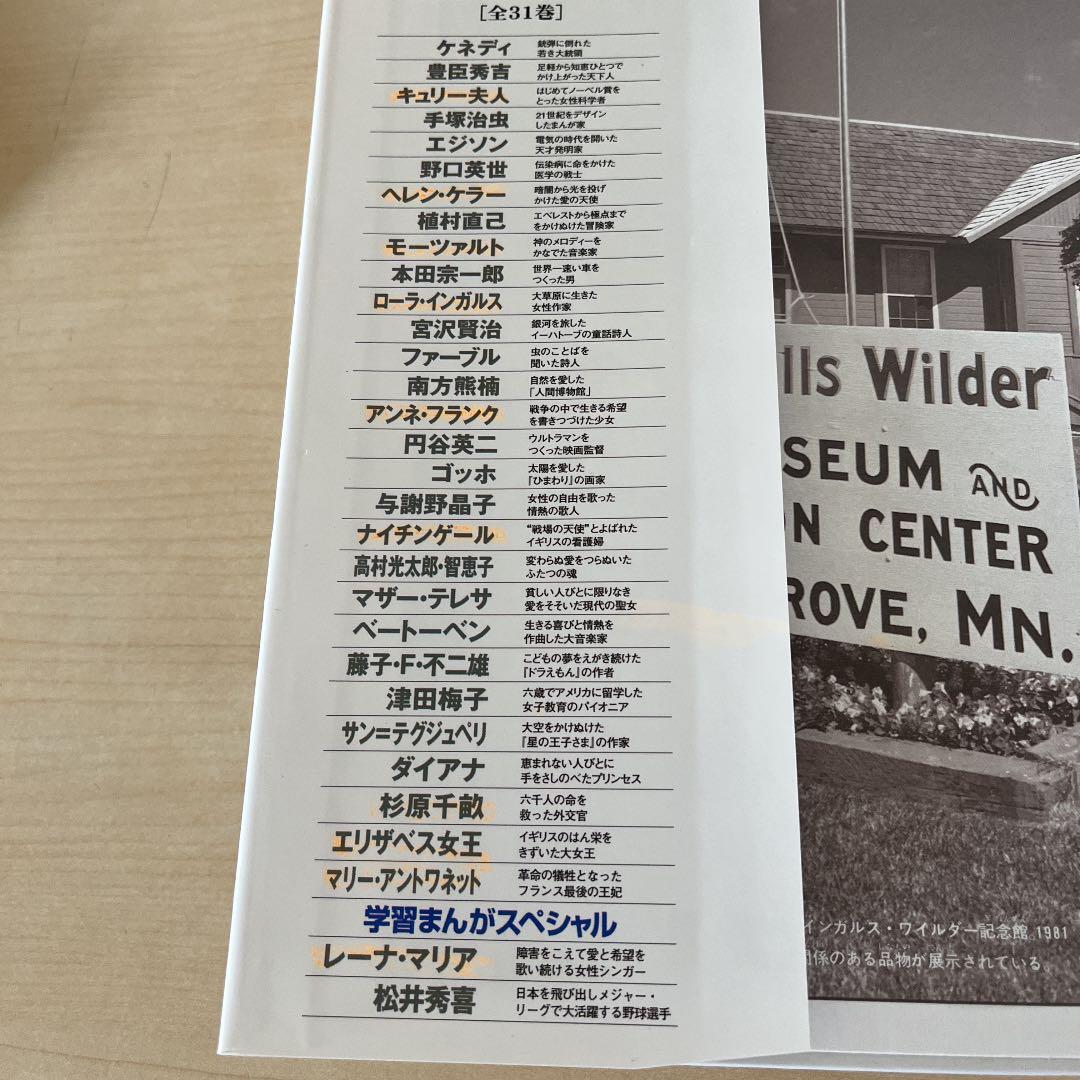 [全31巻]
ケネディ 銃弾に倒れた
若き大統領
豊臣秀吉 足軽から知恵ひとつで
かけ上がった天下人
キュリー夫人 はじめてノーベル賞を
とった女性科学者
手塚治虫 21世紀をデザイン
したまんが家
エジソン 電気の時代を開いた
天才発明家
野口英世 伝染病に命をかけた
医学の戦士
ヘレン・ケラー 暗闇から光を投げ
かけた愛の天使
植村直己 エベレストから極点まで
をかけぬけた冒険家
モーツァルト 神のメロディーを
かなでた音楽家
本田宗一郎 世界一速い車を
つくった男
ローラ・インガルス 大草原に生きた
女性作家
宮沢賢治 銀河を旅した
イーハトーブの童話詩人
ファーブル 虫のことばを
聞いた詩人
南方熊楠 自然を愛した
「人間博物館」
アンネ・フランク 戦争の中で生きる希望
を書きつづけた少女
円谷英二 ウルトラマンを
つくった映画監督
ゴッホ 太陽を愛した
『ひまわり』の画家
与謝野晶子 女性の自由を歌った
情熱の歌人
ナイチンゲール “戦場の天使”とよばれた
イギリスの看護婦
高村光太郎・智恵子 変わらぬ愛をつらぬいた
ふたつの魂
マザー・テレサ 貧しい人びとに限りなき
愛をそそいだ現代の聖女
ベートーベン 生きる喜びと情熱を
作曲した大音楽家
藤子・F・不二雄 こどもの夢をえがき続けた
『ドラえもん』の作者
津田梅子 六歳でアメリカに留学した
女子教育のパイオニア
サン=テグジュペリ 大空をかけぬけた
『星の王子さま』の作家
ダイアナ 恵まれない人びとに
手をさしのべたプリンセス
杉原千畝 六千人の命を
救った外交官
エリザベス女王 イギリスのはん栄を
きずいた大女王
マリー・アントワネット 革命の犠牲となった
フランス最後の王妃
学習まんがスペシャル
レーナ・マリア 障害をこえて愛と希望を
歌い続ける女性シンガー
松井秀喜 日本を飛び出しメジャー・
リーグで大活躍する野球選手
lls Wilder
SEUM AND
ON CENTER
ROVE, MN.
インガルス・ワイルダー記念館。1981
関係のある品物が展示されている。